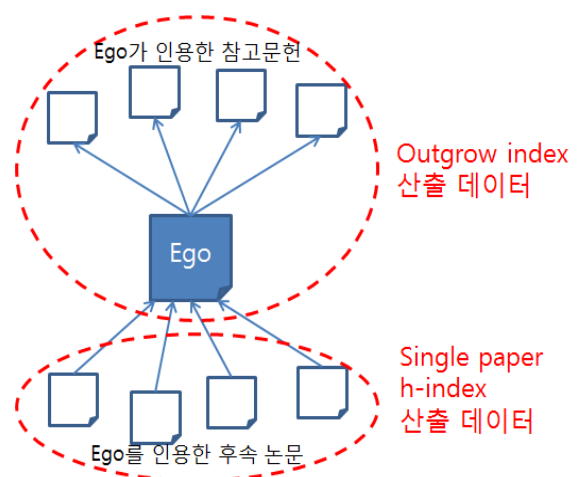 Ego가 인용한 참고문헌
Outgrow index
산출 데이터
Ego
Single paper
h-index
산출 데이터
Ego를 인용한 후속 논문